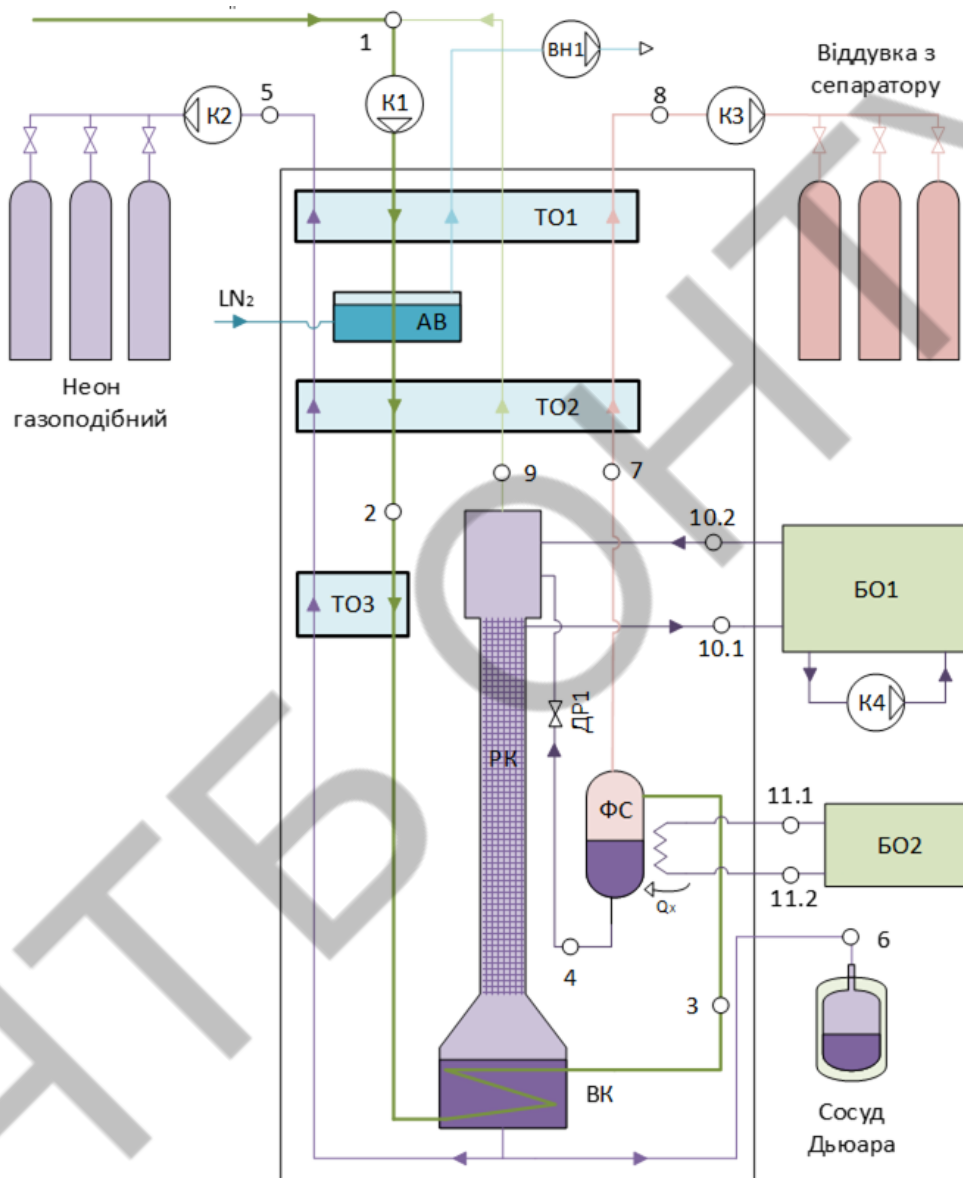 1
ВН1
Віддувка з
сепаратору
5
К2
К1
8
К3
ТО1
LN₂
АВ
Неон
газоподібний
ТО2
9
7
2
10.2
ТО3
БО1
10.1
К4
ДР1
РК
ФС
11.1
БО2
11.2
Qₓ
6
4
3
ВК
Сосуд
Дьюара
НТБ ОНТ